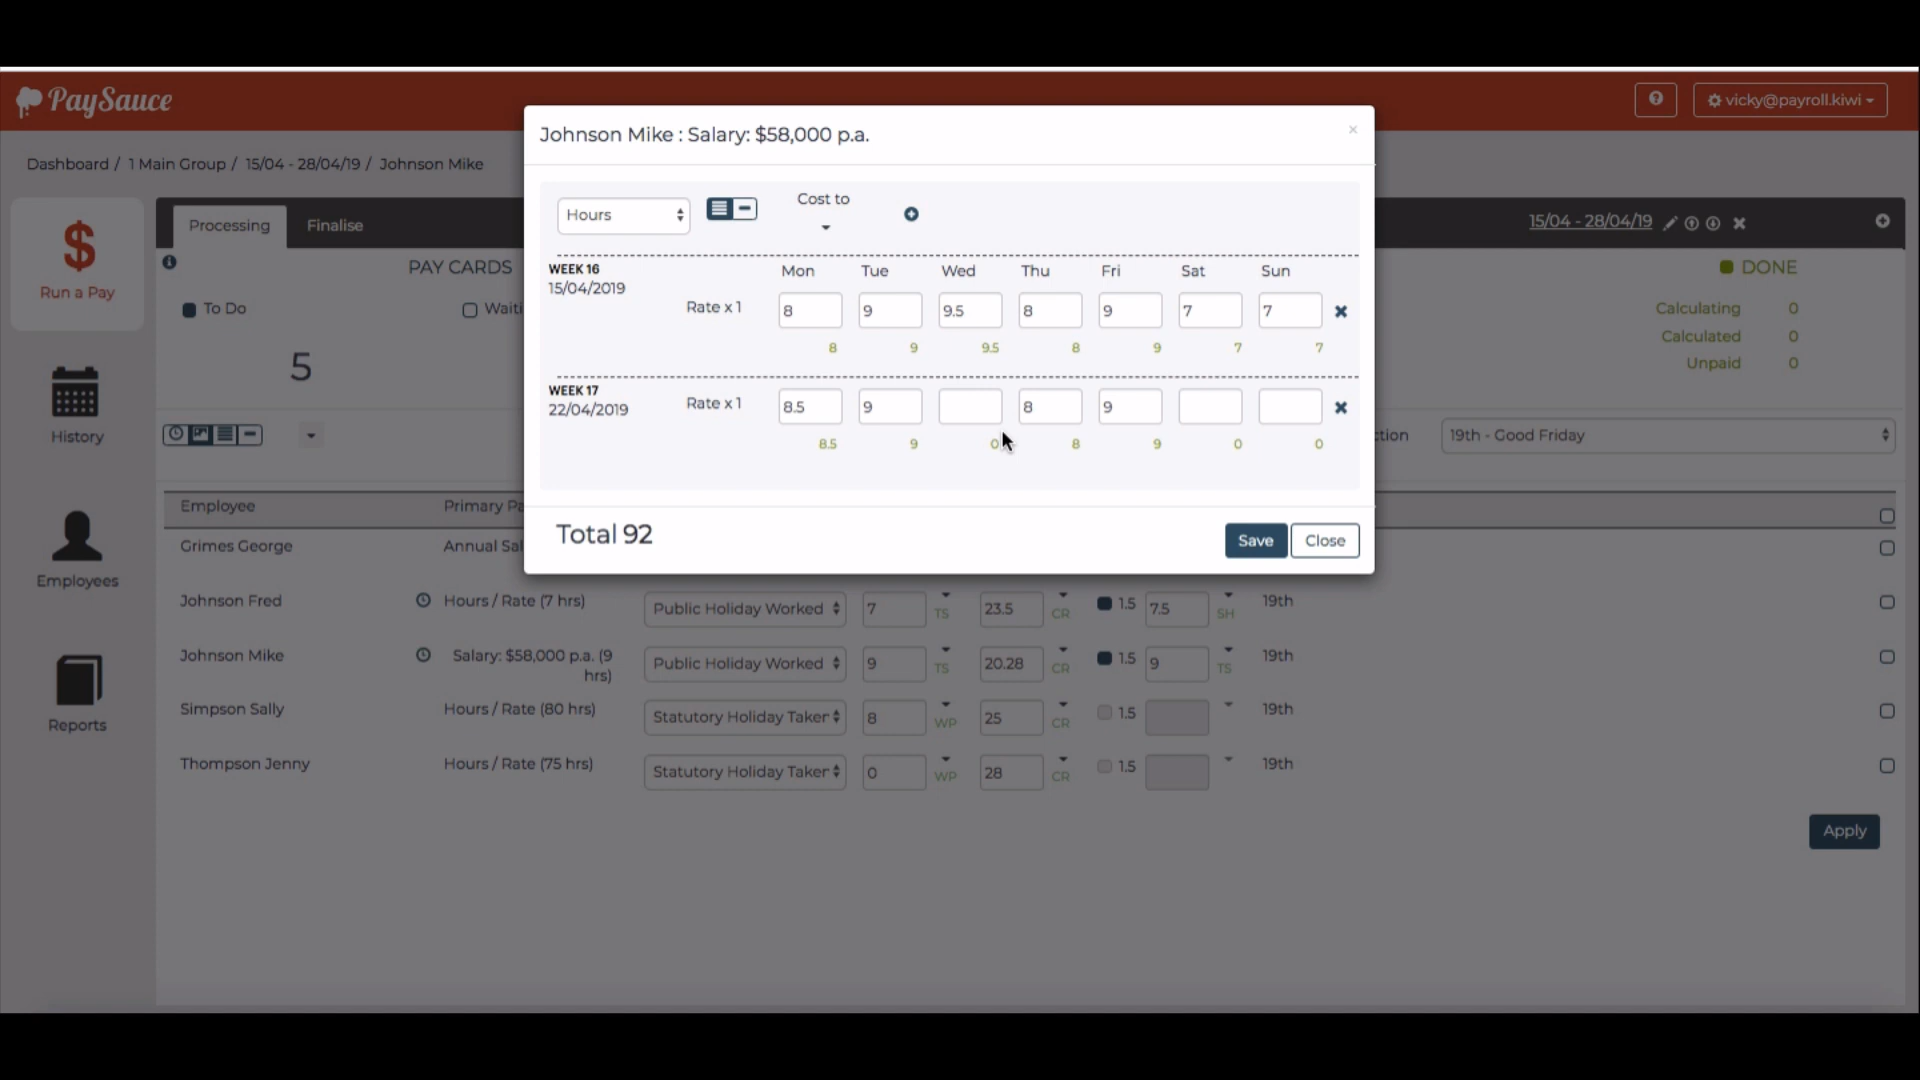 PaySauce
vicky@payroll.kiwi
Dashboard / 1 Main Group / 15/04 - 28/04/19 / Johnson Mike
Johnson Mike : Salary: $58,000 p.a.
×
Hours
Cost to
WEEK 16
15/04/2019
Mon Tue Wed Thu Fri Sat Sun
Rate x 1 8 9 9.5 8 9 7 7
8 9 9.5 8 9 7 7
WEEK 17
22/04/2019
Rate x 1 8.5 9 8 9
8.5 9 0 8 9 0 0
Total 92
Save Close
Run a Pay
History
Employees
Reports
Processing Finalise
15/04 - 28/04/19
PAY CARDS
DONE
To Do
5
Calculating 0
Calculated 0
Unpaid 0
19th - Good Friday
Employee
Grimes George
Johnson Fred Hours / Rate (7 hrs) Public Holiday Worked 7 TS 23.5 CR 1.5 7.5 SH 19th
Johnson Mike Salary: $58,000 p.a. (9 hrs) Public Holiday Worked 9 TS 20.28 CR 1.5 9 TS 19th
Simpson Sally Hours / Rate (80 hrs) Statutory Holiday Taken 8 WP 25 CR 1.5 19th
Thompson Jenny Hours / Rate (75 hrs) Statutory Holiday Taken 0 WP 28 CR 1.5 19th
Apply